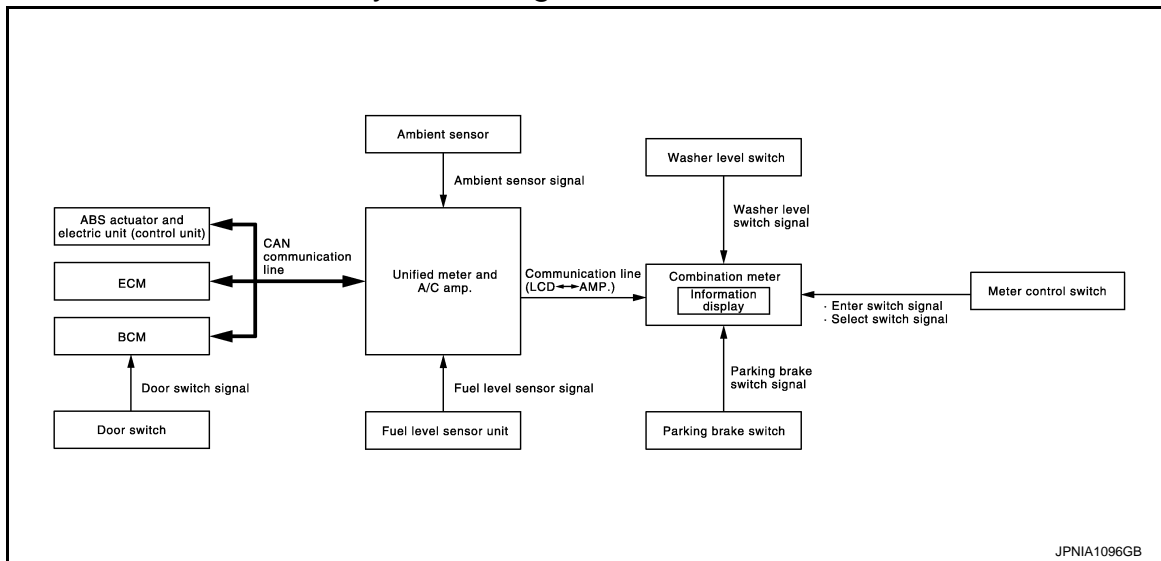 Ambient sensor
Washer level switch
Ambient sensor signal
Washer level
switch signal
ABS actuator and
electric unit (control unit)
CAN
communication
line
ECM
BCM
Unified meter and
A/C amp.
Communication line
(LCD◄─►AMP.)
Combination meter
Information
display
Meter control switch
· Enter switch signal
· Select switch signal
Door switch signal
Fuel level sensor signal
Parking brake
switch signal
Door switch
Fuel level sensor unit
Parking brake switch
JPNIA1096GB